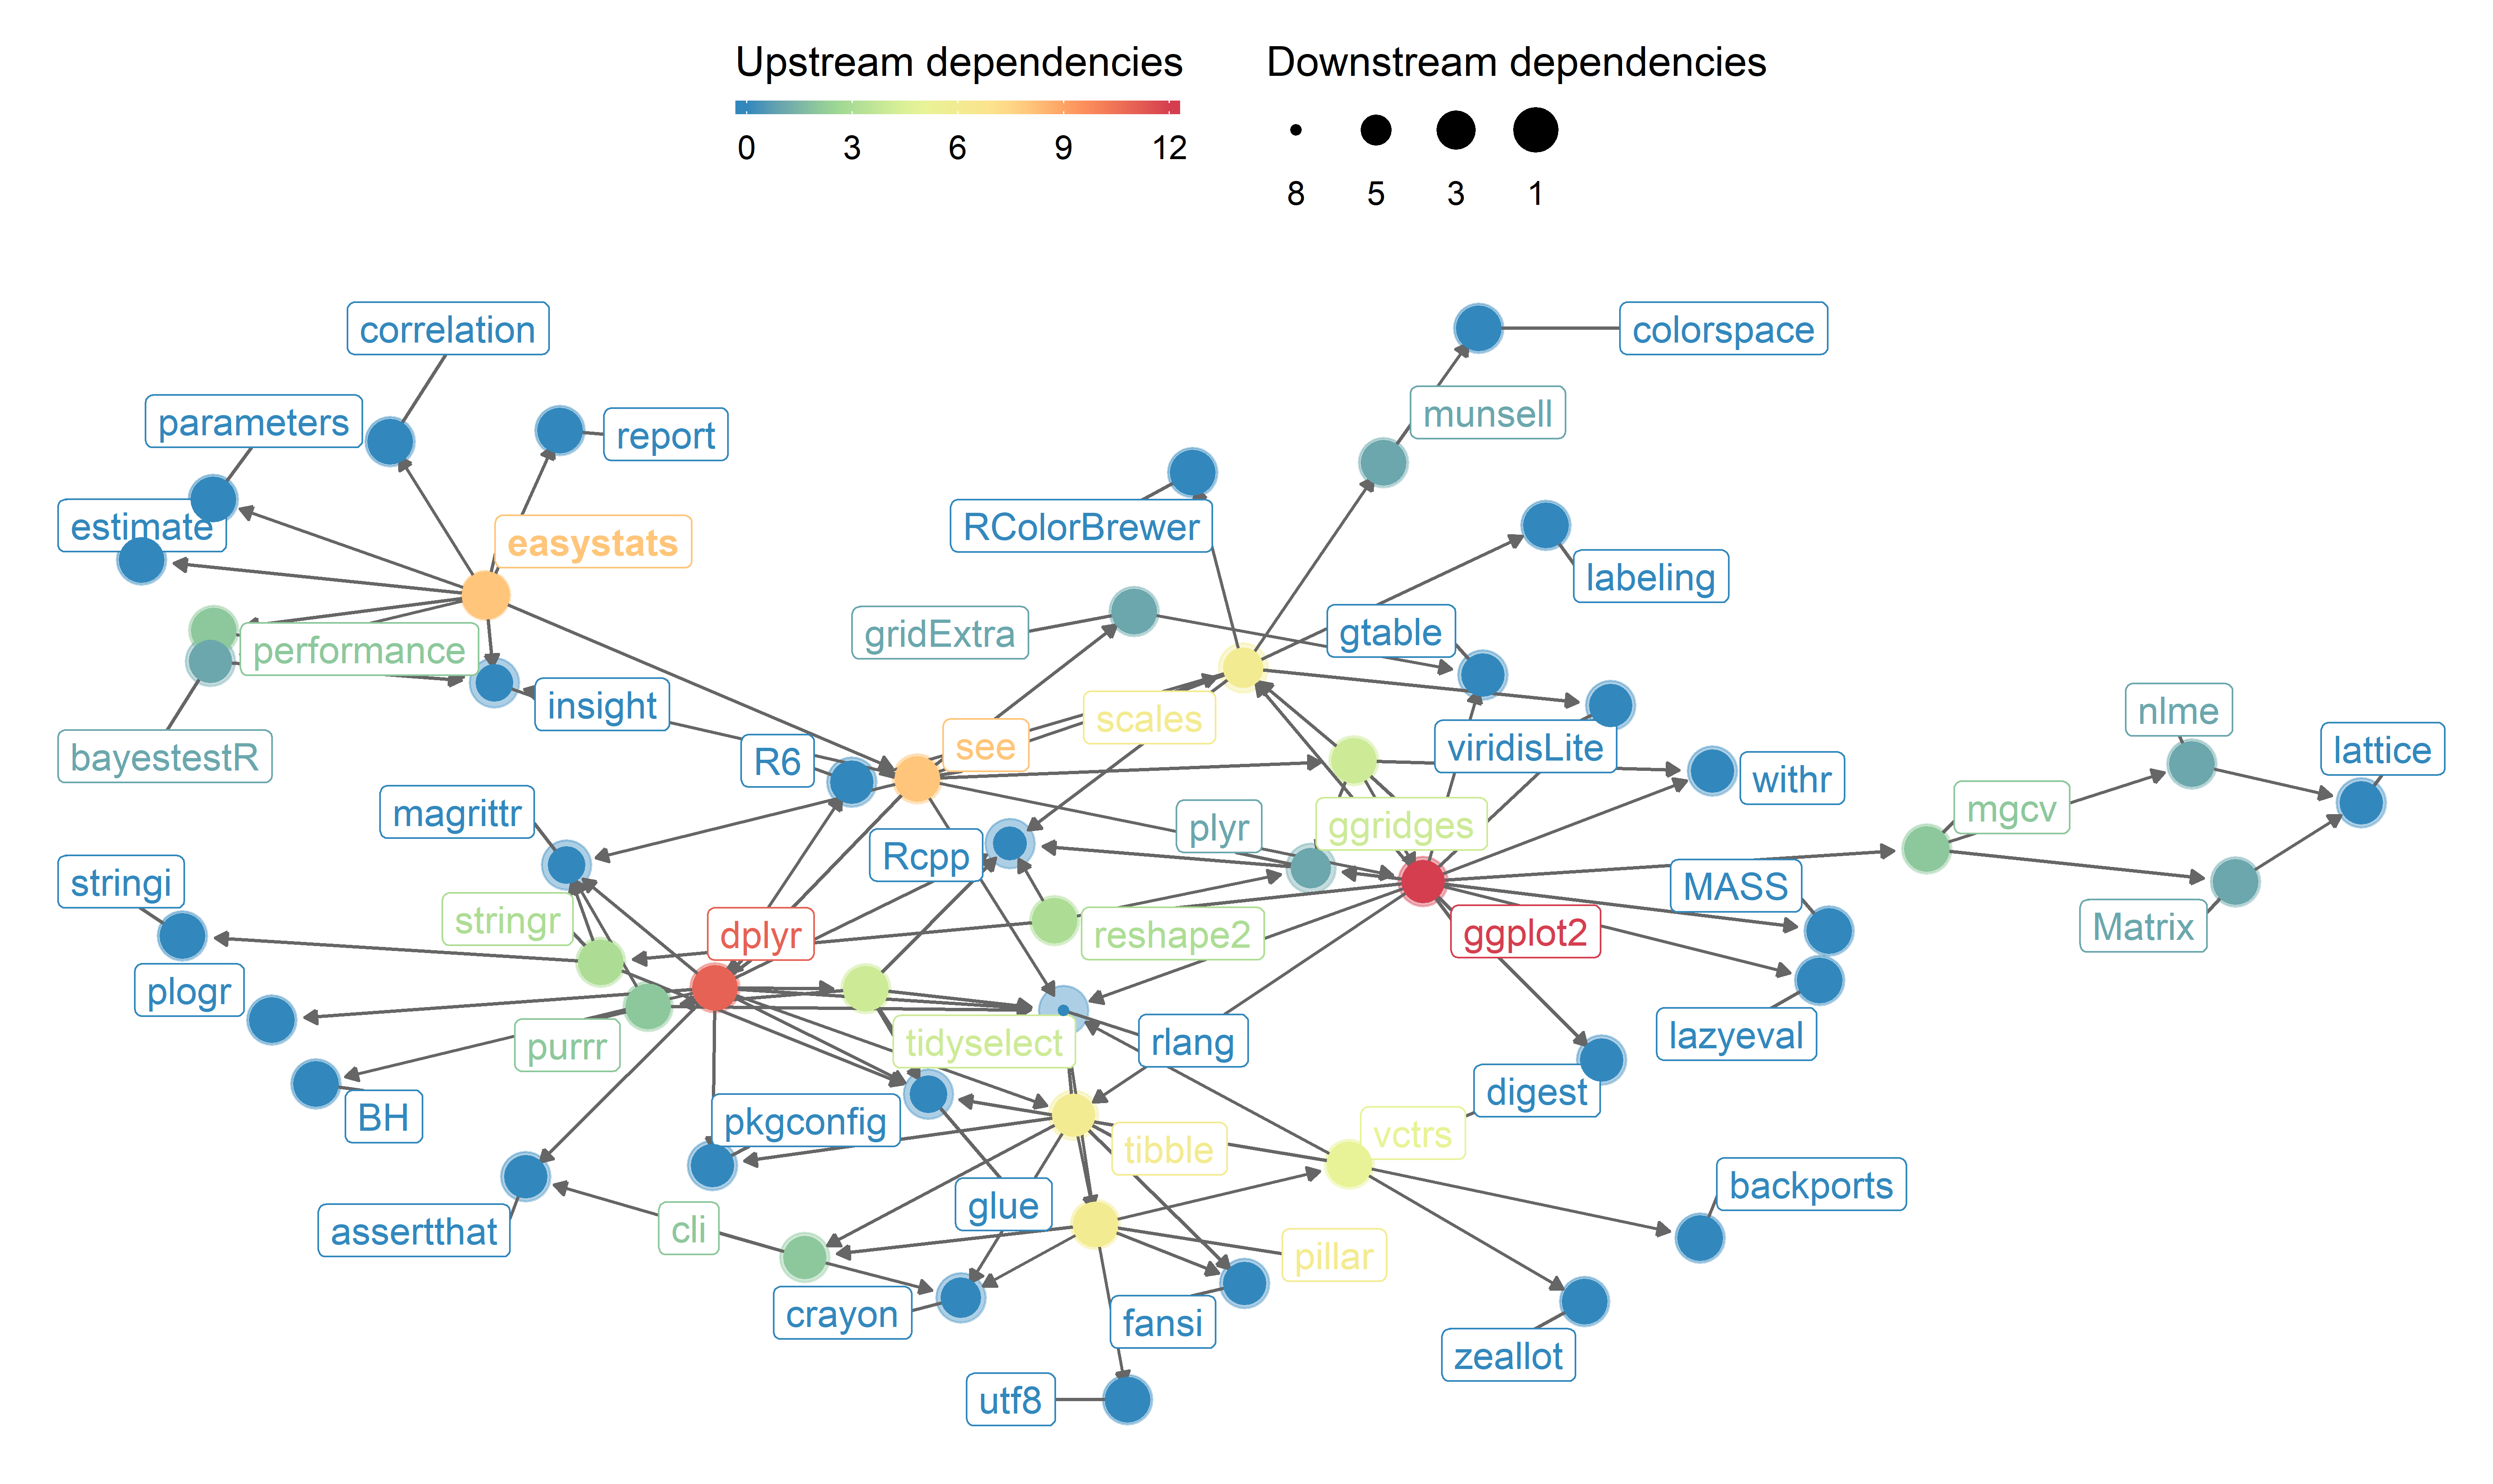 Upstream dependencies
0 3 6 9 12
Downstream dependencies
8 5 3 1
correlation
colorspace
parameters
report
munsell
estimate
easystats
RColorBrewer
labeling
gridExtra
gtable
performance
insight
scales
nlme
bayestestR
see
R6
viridisLite
lattice
withr
magrittr
mgcv
plyr
ggridges
Rcpp
stringi
MASS
stringr
dplyr
reshape2
ggplot2
Matrix
plogr
purrr
tidyselect
rlang
lazyeval
digest
BH
pkgconfig
tibble
vctrs
backports
assertthat
cli
glue
pillar
crayon
fansi
zeallot
utf8